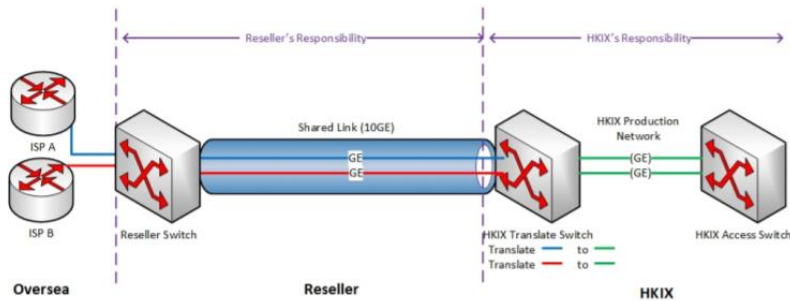 Reseller's Responsibility
HKIX's Responsibility
ISP A
ISP B
Shared Link (10GE)
GE
GE
HKIX Production
Network
(GE)
(GE)
Reseller Switch
HKIX Translate Switch
Translate to
Translate to
HKIX Access Switch
Oversea
Reseller
HKIX